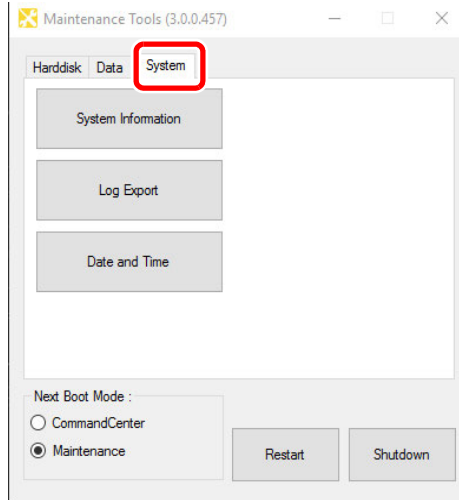 Maintenance Tools (3.0.0.457)
Harddisk Data System
System Information
Log Export
Date and Time
Next Boot Mode :
CommandCenter
Maintenance
Restart Shutdown